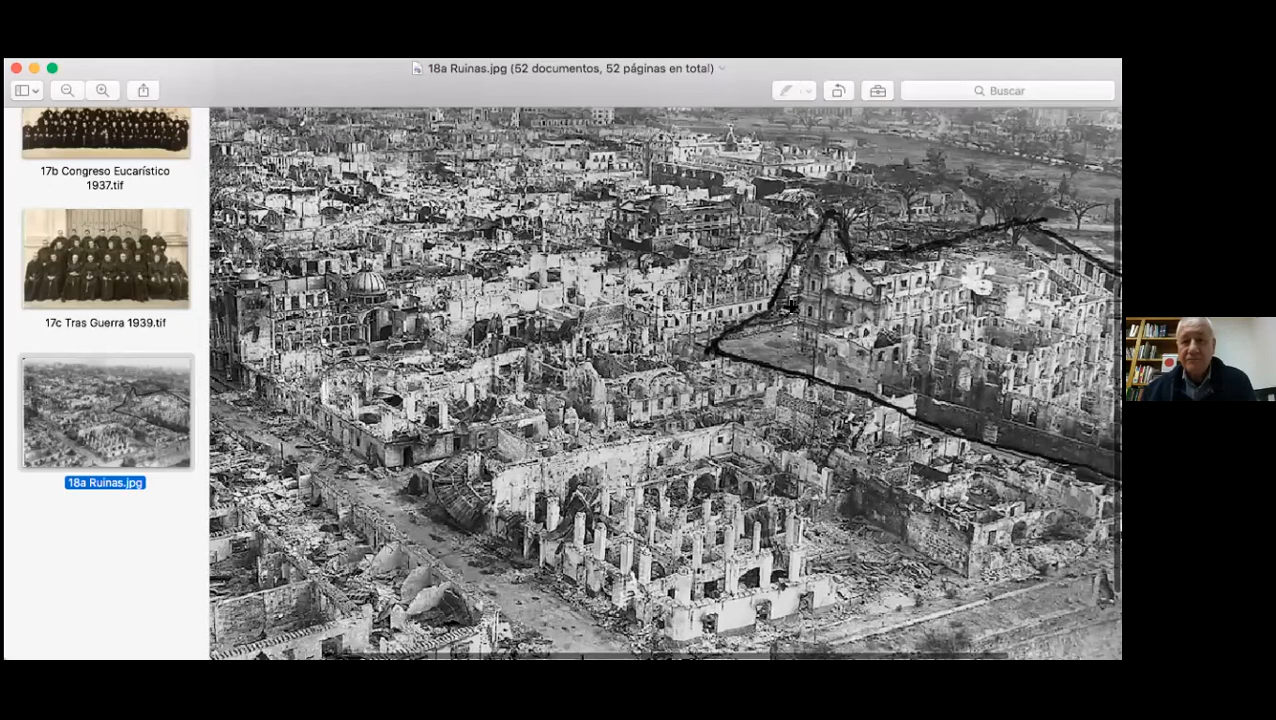 18a Ruinas.jpg (52 documentos, 52 páginas en total)
Buscar
17b Congreso Eucarístico
1937.tif
17c Tras Guerra 1939.tif
18a Ruinas.jpg